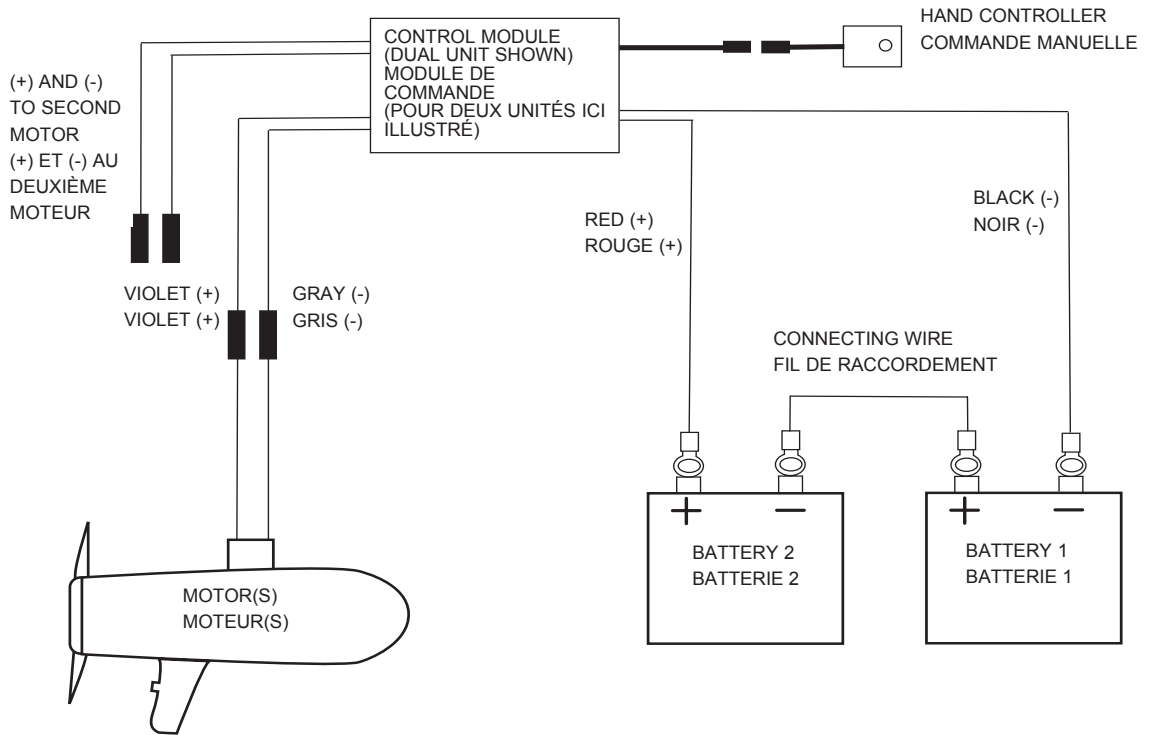 HAND CONTROLLER
COMMANDE MANUELLE
CONTROL MODULE
(DUAL UNIT SHOWN)
MODULE DE
COMMANDE
(POUR DEUX UNITÉS ICI
ILLUSTRÉ)
(+) AND (-)
TO SECOND
MOTOR
(+) ET (-) AU
DEUXIÈME
MOTEUR
RED (+)
ROUGE (+)
BLACK (-)
NOIR (-)
VIOLET (+)
VIOLET (+)
GRAY (-)
GRIS (-)
CONNECTING WIRE
FIL DE RACCORDEMENT
+ −
BATTERY 2
BATTERIE 2
+ −
BATTERY 1
BATTERIE 1
MOTOR(S)
MOTEUR(S)